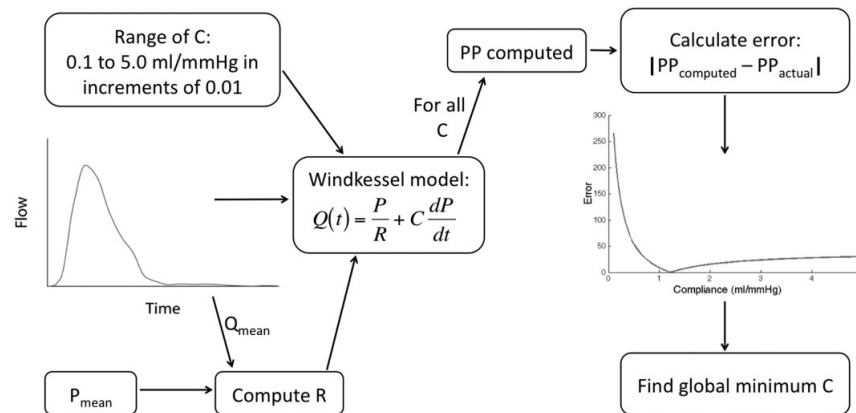 Range of C:
0.1 to 5.0 ml/mmHg in
increments of 0.01
PP computed
Calculate error:
|PPcomputed – PPactual|
For all
C
Flow
Time
Windkessel model:
Q(t) = P/R + C dP/dt
300
250
200
150
100
50
0
Error
0
1
2
3
4
Compliance (ml/mmHg)
Qmean
Pmean
Compute R
Find global minimum C